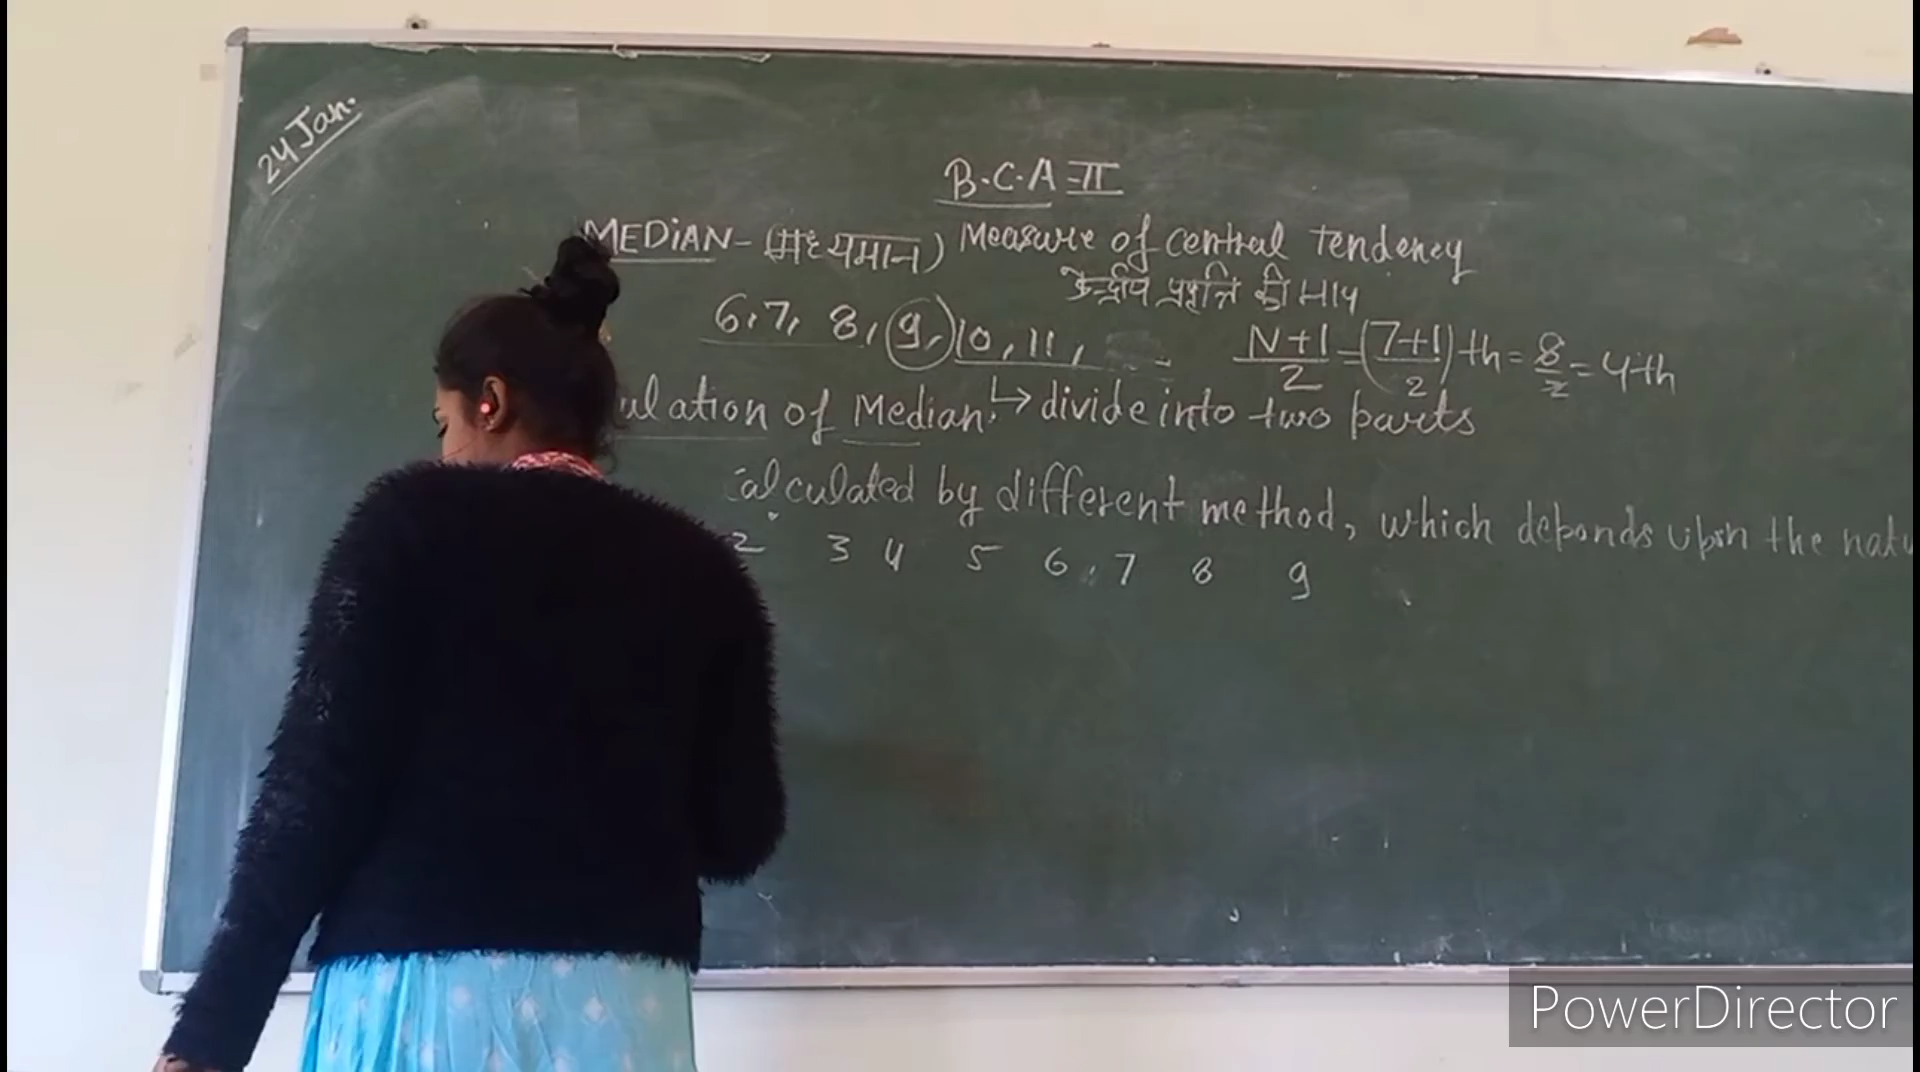 24 Jan.
B.C.A-II
MEDIAN - (मध्यमान) Measure of central tendency
केन्द्रीय प्रवृत्ति की माप
6, 7, 8, 9, 10, 11,
N+1/2 = (7+1/2)th = 8/2 = 4th
ulation of Median: ↳ divide into two parts
alculated by different method, which depends upon the natu
2 3 4 5 6, 7 8 9
PowerDirector